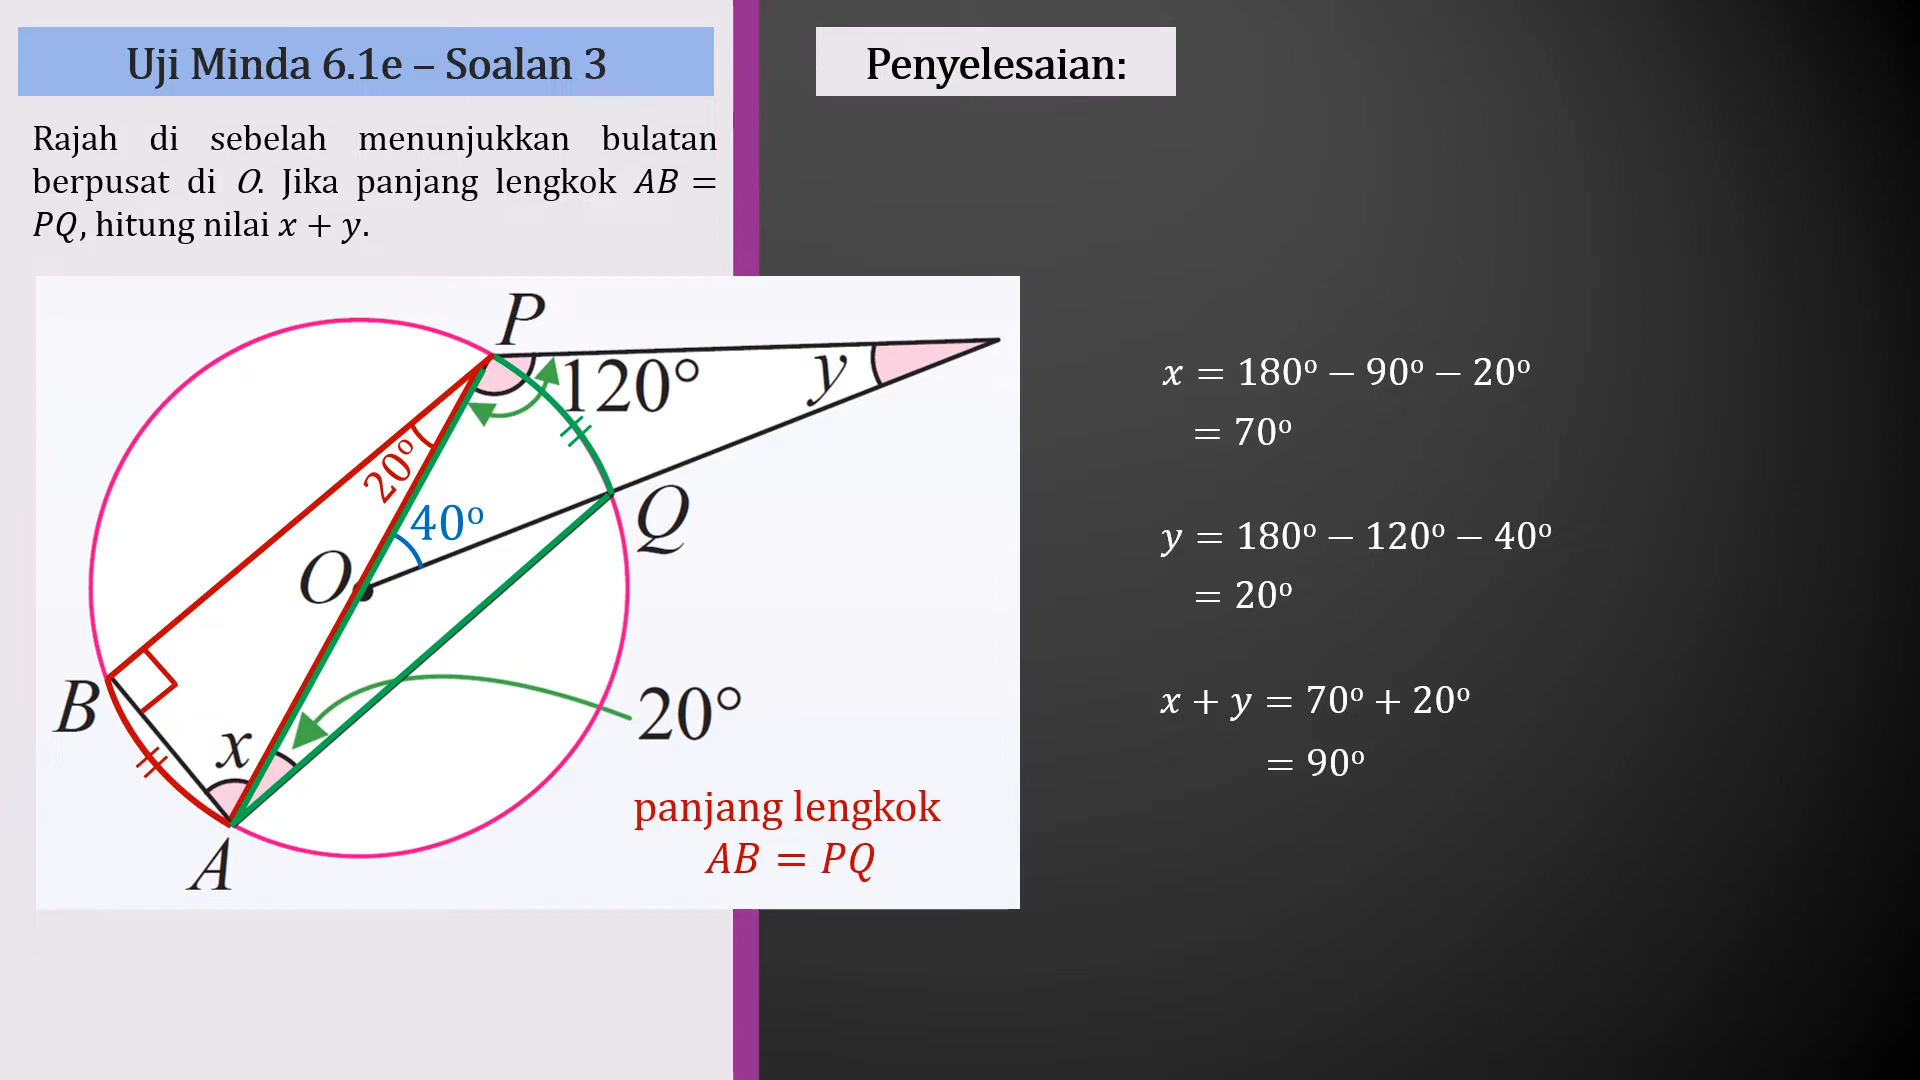 Uji Minda 6.1e – Soalan 3
Penyelesaian:
Rajah di sebelah menunjukkan bulatan
berpusat di O. Jika panjang lengkok AB =
PQ, hitung nilai x + y.
P
120°
y
20°
40°
Q
O
B
x
20°
A
panjang lengkok
AB = PQ
x = 180° − 90° − 20°
= 70°
y = 180° − 120° − 40°
= 20°
x + y = 70° + 20°
= 90°